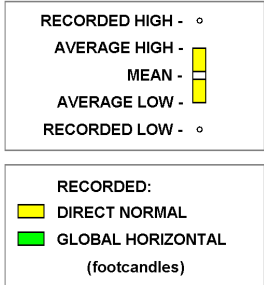 RECORDED HIGH -
AVERAGE HIGH -
MEAN -
AVERAGE LOW -
RECORDED LOW -
RECORDED:
DIRECT NORMAL
GLOBAL HORIZONTAL
(footcandles)